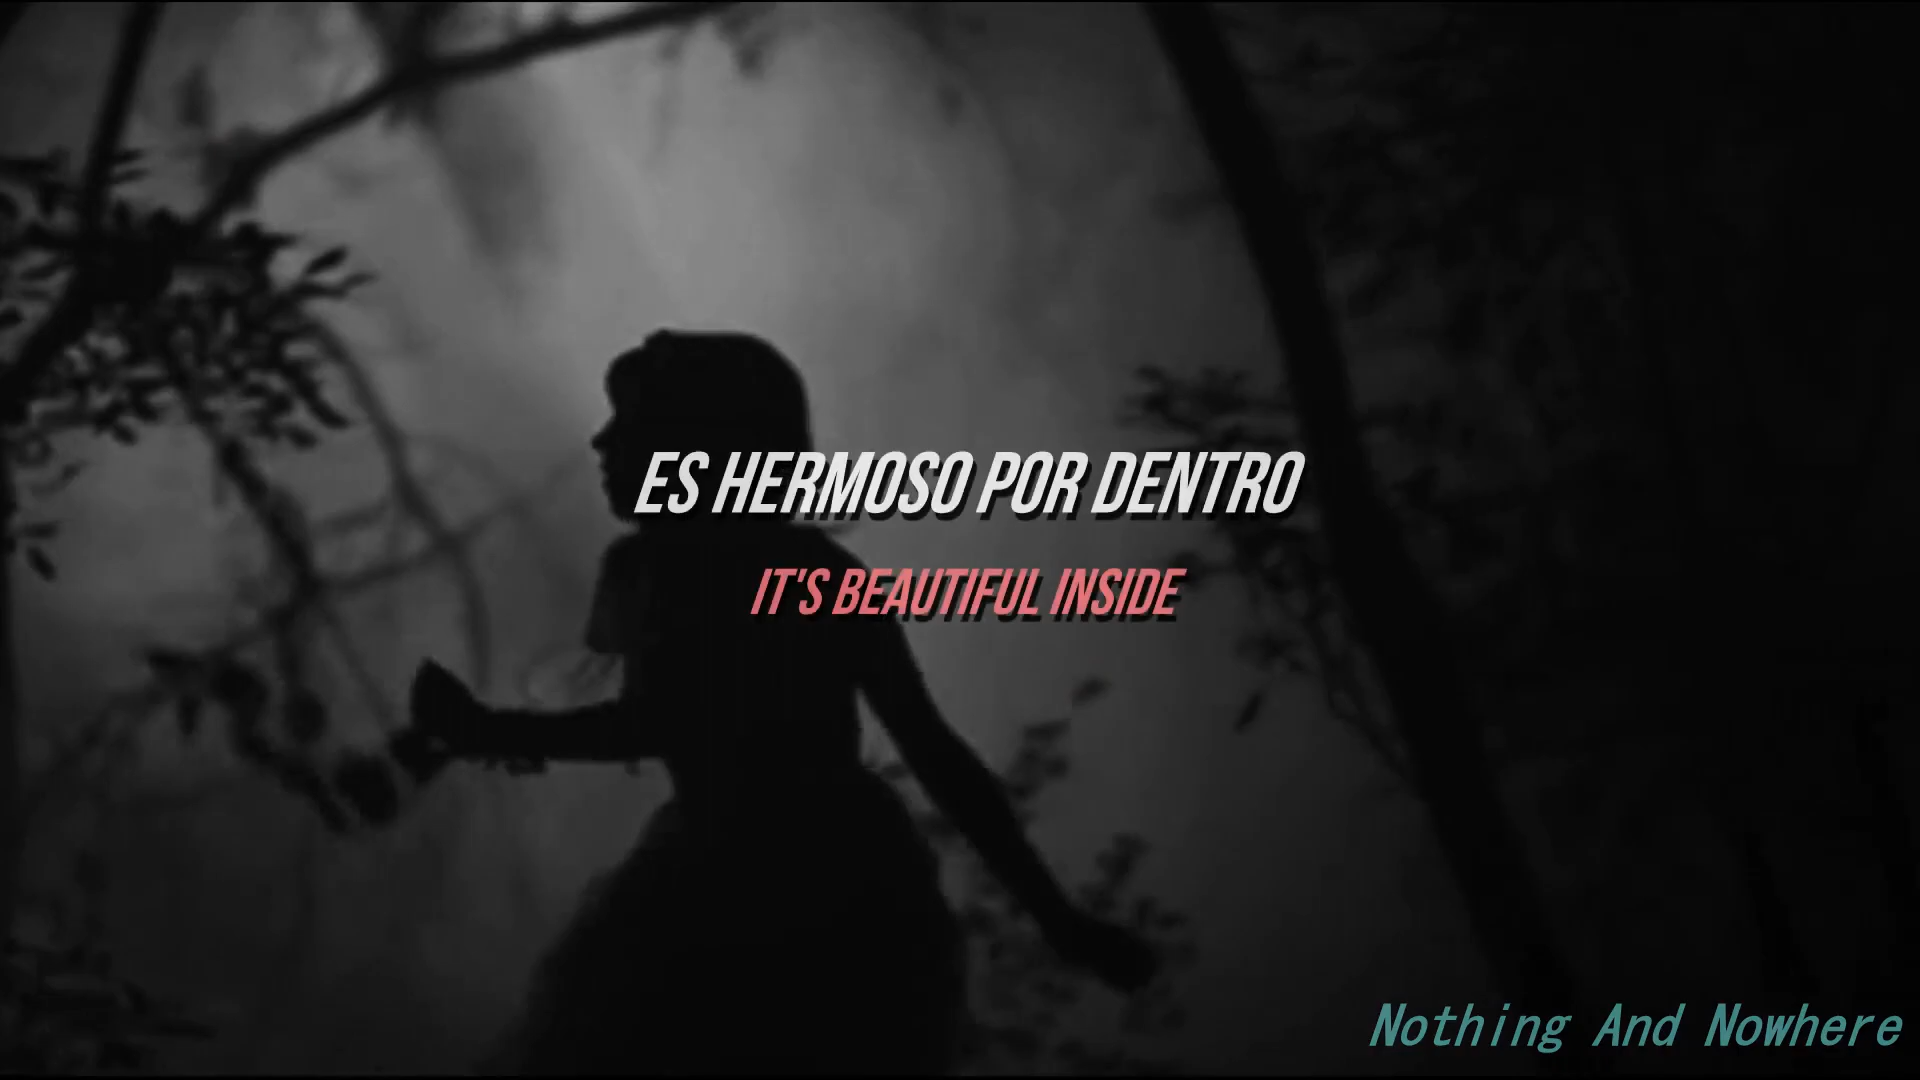 ES HERMOSO POR DENTRO
IT'S BEAUTIFUL INSIDE
Nothing And Nowhere